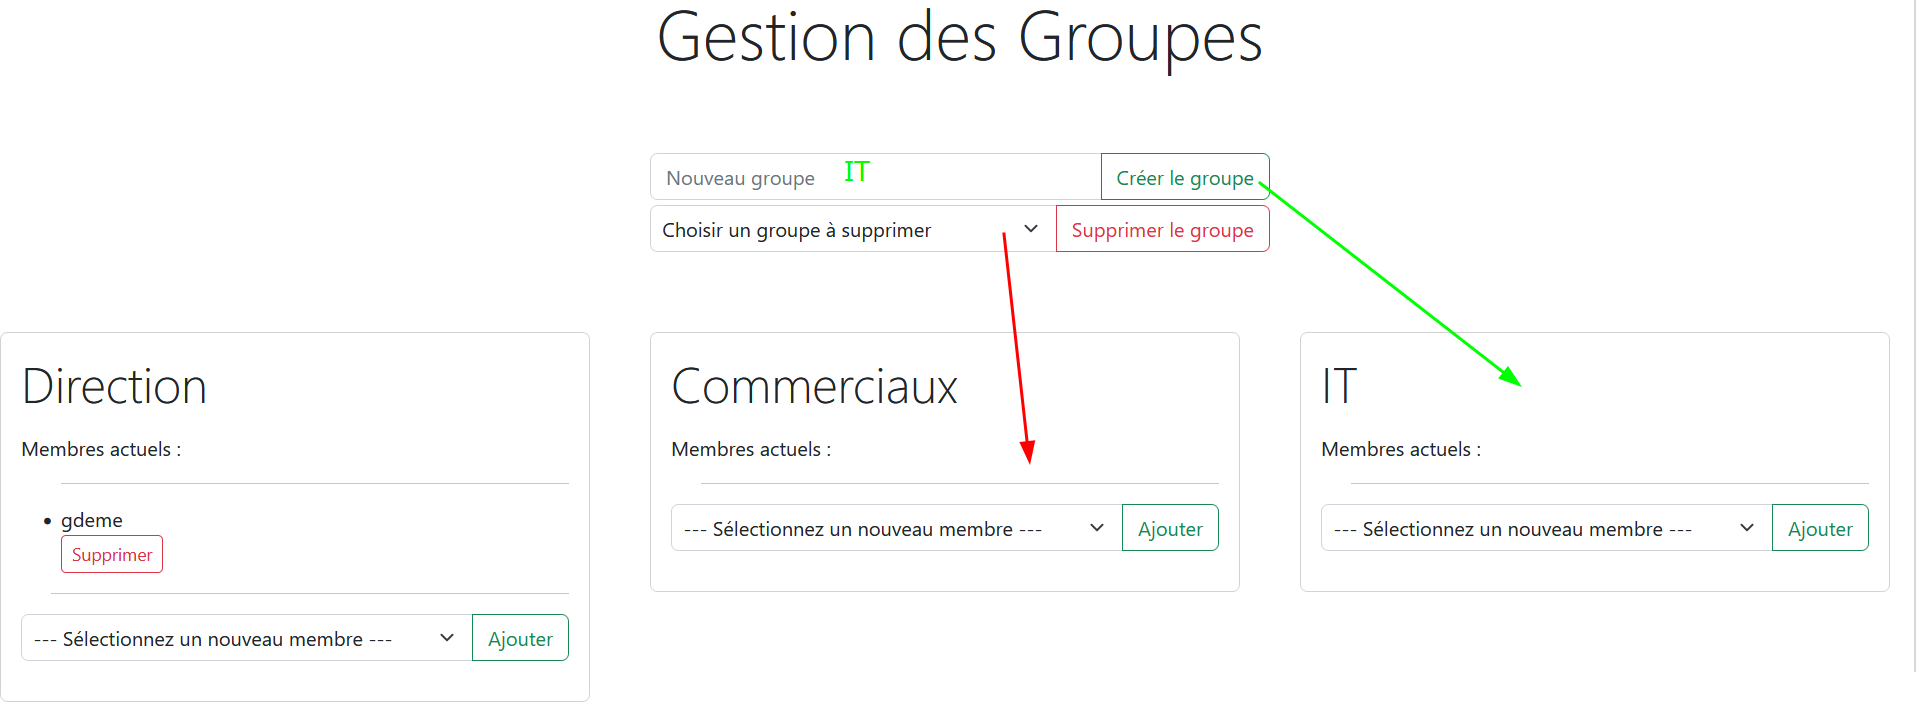 Gestion des Groupes
Nouveau groupe IT Créer le groupe
Choisir un groupe à supprimer Supprimer le groupe
Direction
Membres actuels :
gdeme
Supprimer
--- Sélectionnez un nouveau membre --- Ajouter
Commerciaux
Membres actuels :
--- Sélectionnez un nouveau membre --- Ajouter
IT
Membres actuels :
--- Sélectionnez un nouveau membre --- Ajouter